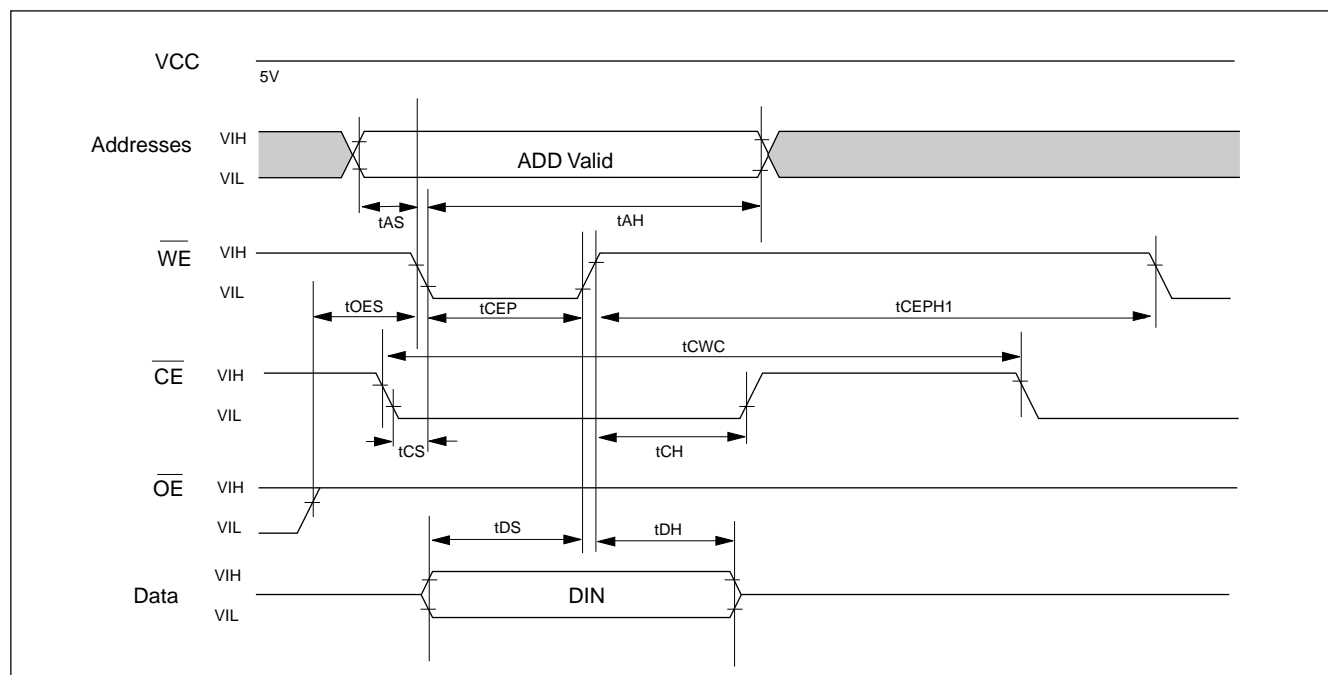 VCC
5V
Addresses
VIH
VIL
ADD Valid
tAS
tAH
WE
VIH
VIL
tOES
tCEP
tCEPH1
tCWC
CE
VIH
VIL
tCS
tCH
OE
VIH
VIL
tDS
tDH
Data
VIH
VIL
DIN